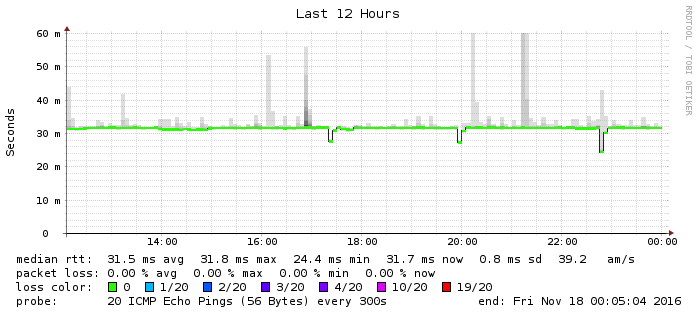 Last 12 Hours
RRDTOOL / TOBI OETIKER
Seconds
60 m
50 m
40 m
30 m
20 m
10 m
0
14:00 16:00 18:00 20:00 22:00 00:00
median rtt: 31.5 ms avg 31.8 ms max 24.4 ms min 31.7 ms now 0.8 ms sd 39.2 am/s
packet loss: 0.00 % avg 0.00 % max 0.00 % min 0.00 % now
loss color: 0 1/20 2/20 3/20 4/20 10/20 19/20
probe: 20 ICMP Echo Pings (56 Bytes) every 300s end: Fri Nov 18 00:05:04 2016